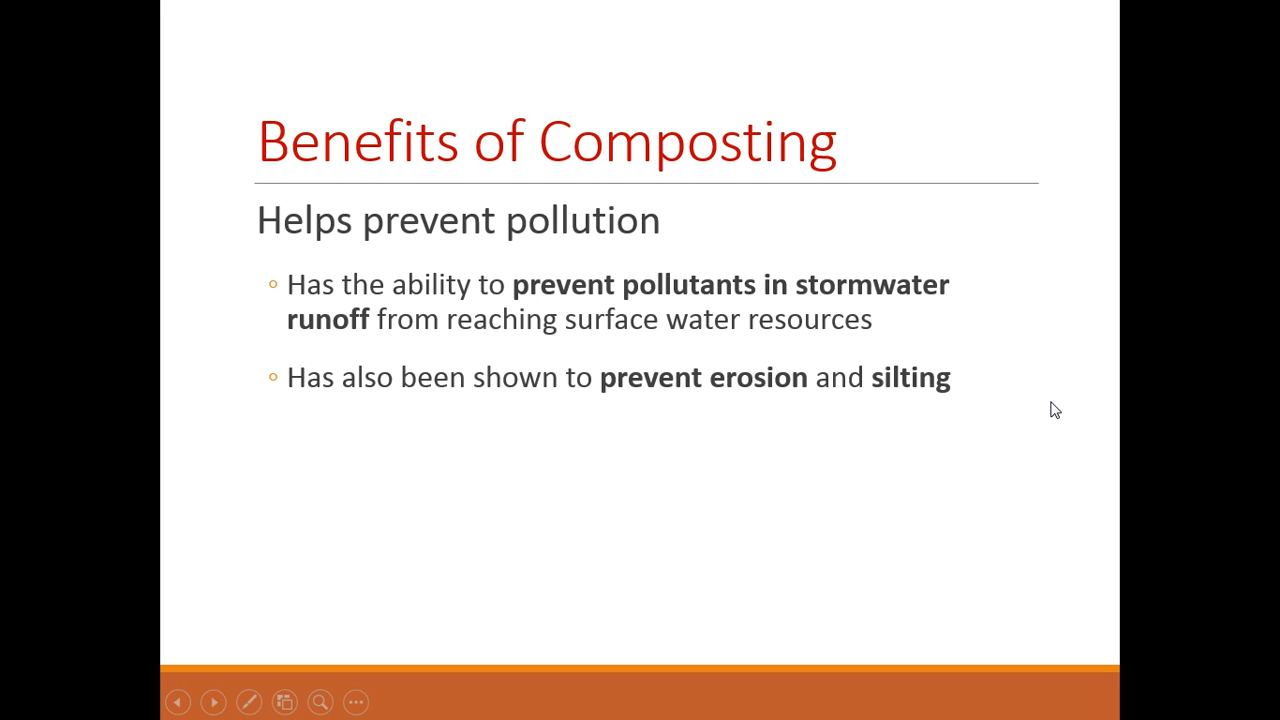 Benefits of Composting
Helps prevent pollution
◦ Has the ability to prevent pollutants in stormwater
runoff from reaching surface water resources
◦ Has also been shown to prevent erosion and silting